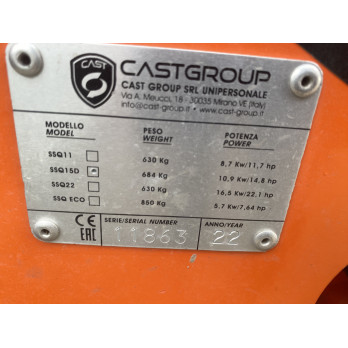 CAST
CASTGROUP
CAST GROUP SRL UNIPERSONALE
Via A. Meucci, 18 - 30035 Mirano VE (Italy)
info@cast-group.it • www.cast-group.it
MODELLO PESO POTENZA
MODEL WEIGHT POWER
SSQ11 630 Kg 8,7 Kw/11,7 hp
SSQ15D 684 Kg 10,9 Kw/14,8 hp
SSQ22 630 Kg 16,5 Kw/22,1 hp
SSQ ECO 850 Kg 5,7 Kw/7,64 hp
CE SERIE/SERIAL NUMBER ANNO/YEAR
EAC 11863 22